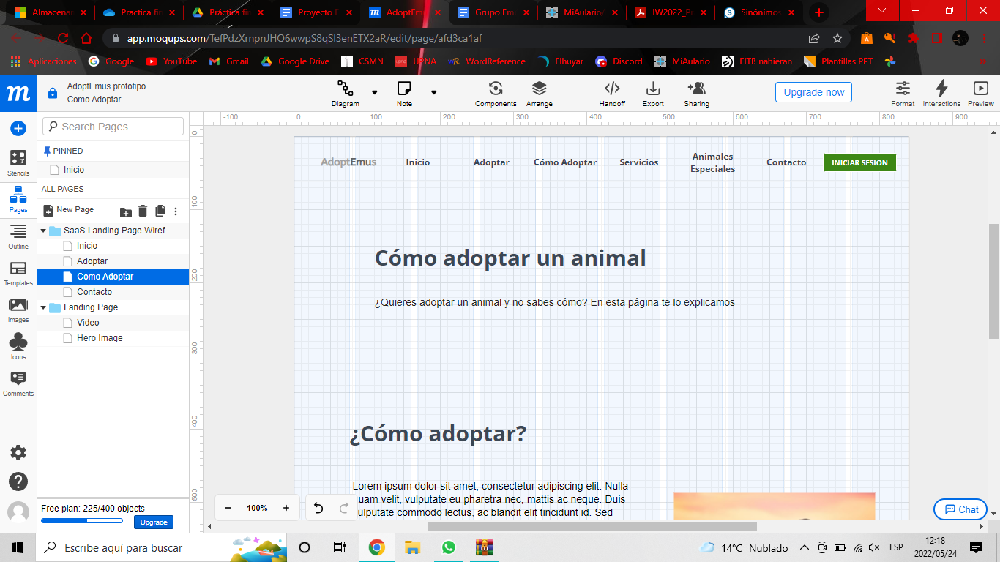 Almacenar
Practica fin
Práctica fin
Proyecto F
AdoptEmu
Grupo Emu
MiAulario
IW2022_P
Sinónimos
app.moqups.com/TefPdzXrnpnJHQ6wwpS8qSl3enETX2aR/edit/page/afd3ca1af
Aplicaciones
Google
YouTube
Gmail
Google Drive
CSMN
UPNA
WordReference
Elhuyar
Discord
MiAulario
EITB nahieran
Plantillas PPT
m
AdoptEmus prototipo
Como Adoptar
Diagram
Note
Components
Arrange
Handoff
Export
Sharing
Upgrade now
Format
Interactions
Preview
Stencils
Pages
Outline
Templates
Images
Icons
Comments
Search Pages
PINNED
Inicio
ALL PAGES
New Page
SaaS Landing Page Wiref...
Inicio
Adoptar
Como Adoptar
Contacto
Landing Page
Video
Hero Image
Free plan: 225/400 objects
Upgrade
-100
0
100
200
300
400
500
600
700
800
900
0
100
200
300
400
500
AdoptEmus
Inicio
Adoptar
Cómo Adoptar
Servicios
Animales
Especiales
Contacto
INICIAR SESION
Cómo adoptar un animal
¿Quieres adoptar un animal y no sabes cómo? En esta página te lo explicamos
¿Cómo adoptar?
Lorem ipsum dolor sit amet, consectetur adipiscing elit. Nulla
quam velit, vulputate eu pharetra nec, mattis ac neque. Duis
vulputate commodo lectus, ac blandit elit tincidunt id. Sed
100%
Chat
Escribe aquí para buscar
14°C Nublado
ESP
12:18
2022/05/24